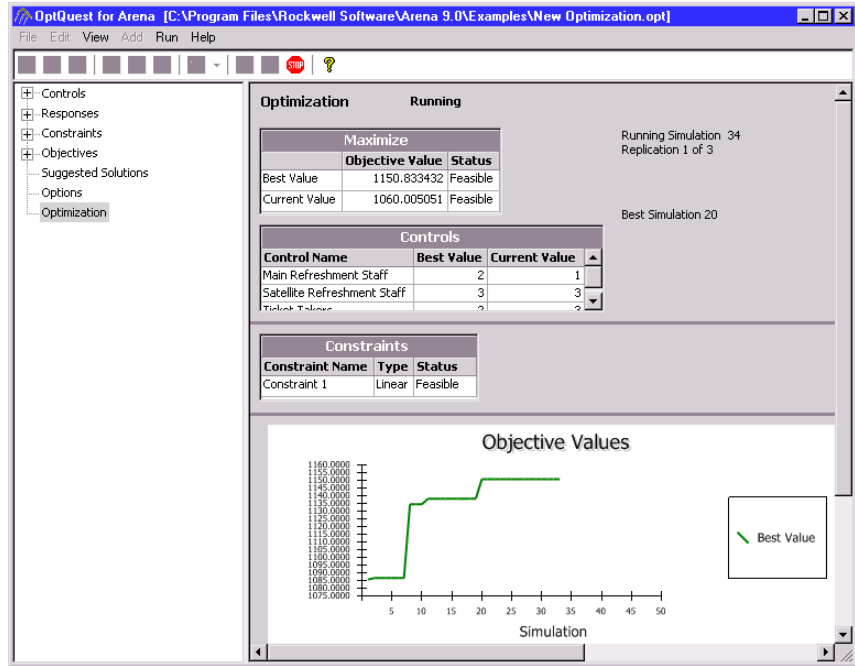 OptQuest for Arena [C:\Program Files\Rockwell Software\Arena 9.0\Examples\New Optimization.opt]
File Edit View Add Run Help
STOP ?
Controls
Responses
Constraints
Objectives
Suggested Solutions
Options
Optimization
Optimization Running
Running Simulation 34
Replication 1 of 3
Best Simulation 20
Maximize
Objective Value Status
Best Value 1150.833432 Feasible
Current Value 1060.005051 Feasible
Controls
Control Name Best Value Current Value
Main Refreshment Staff 2 1
Satellite Refreshment Staff 3 3
Ticket Takers
Constraints
Constraint Name Type Status
Constraint 1 Linear Feasible
Objective Values
1160.0000
1155.0000
1150.0000
1145.0000
1140.0000
1135.0000
1130.0000
1125.0000
1120.0000
1115.0000
1110.0000
1105.0000
1100.0000
1095.0000
1090.0000
1085.0000
1080.0000
1075.0000
5 10 15 20 25 30 35 40 45 50
Simulation
Best Value